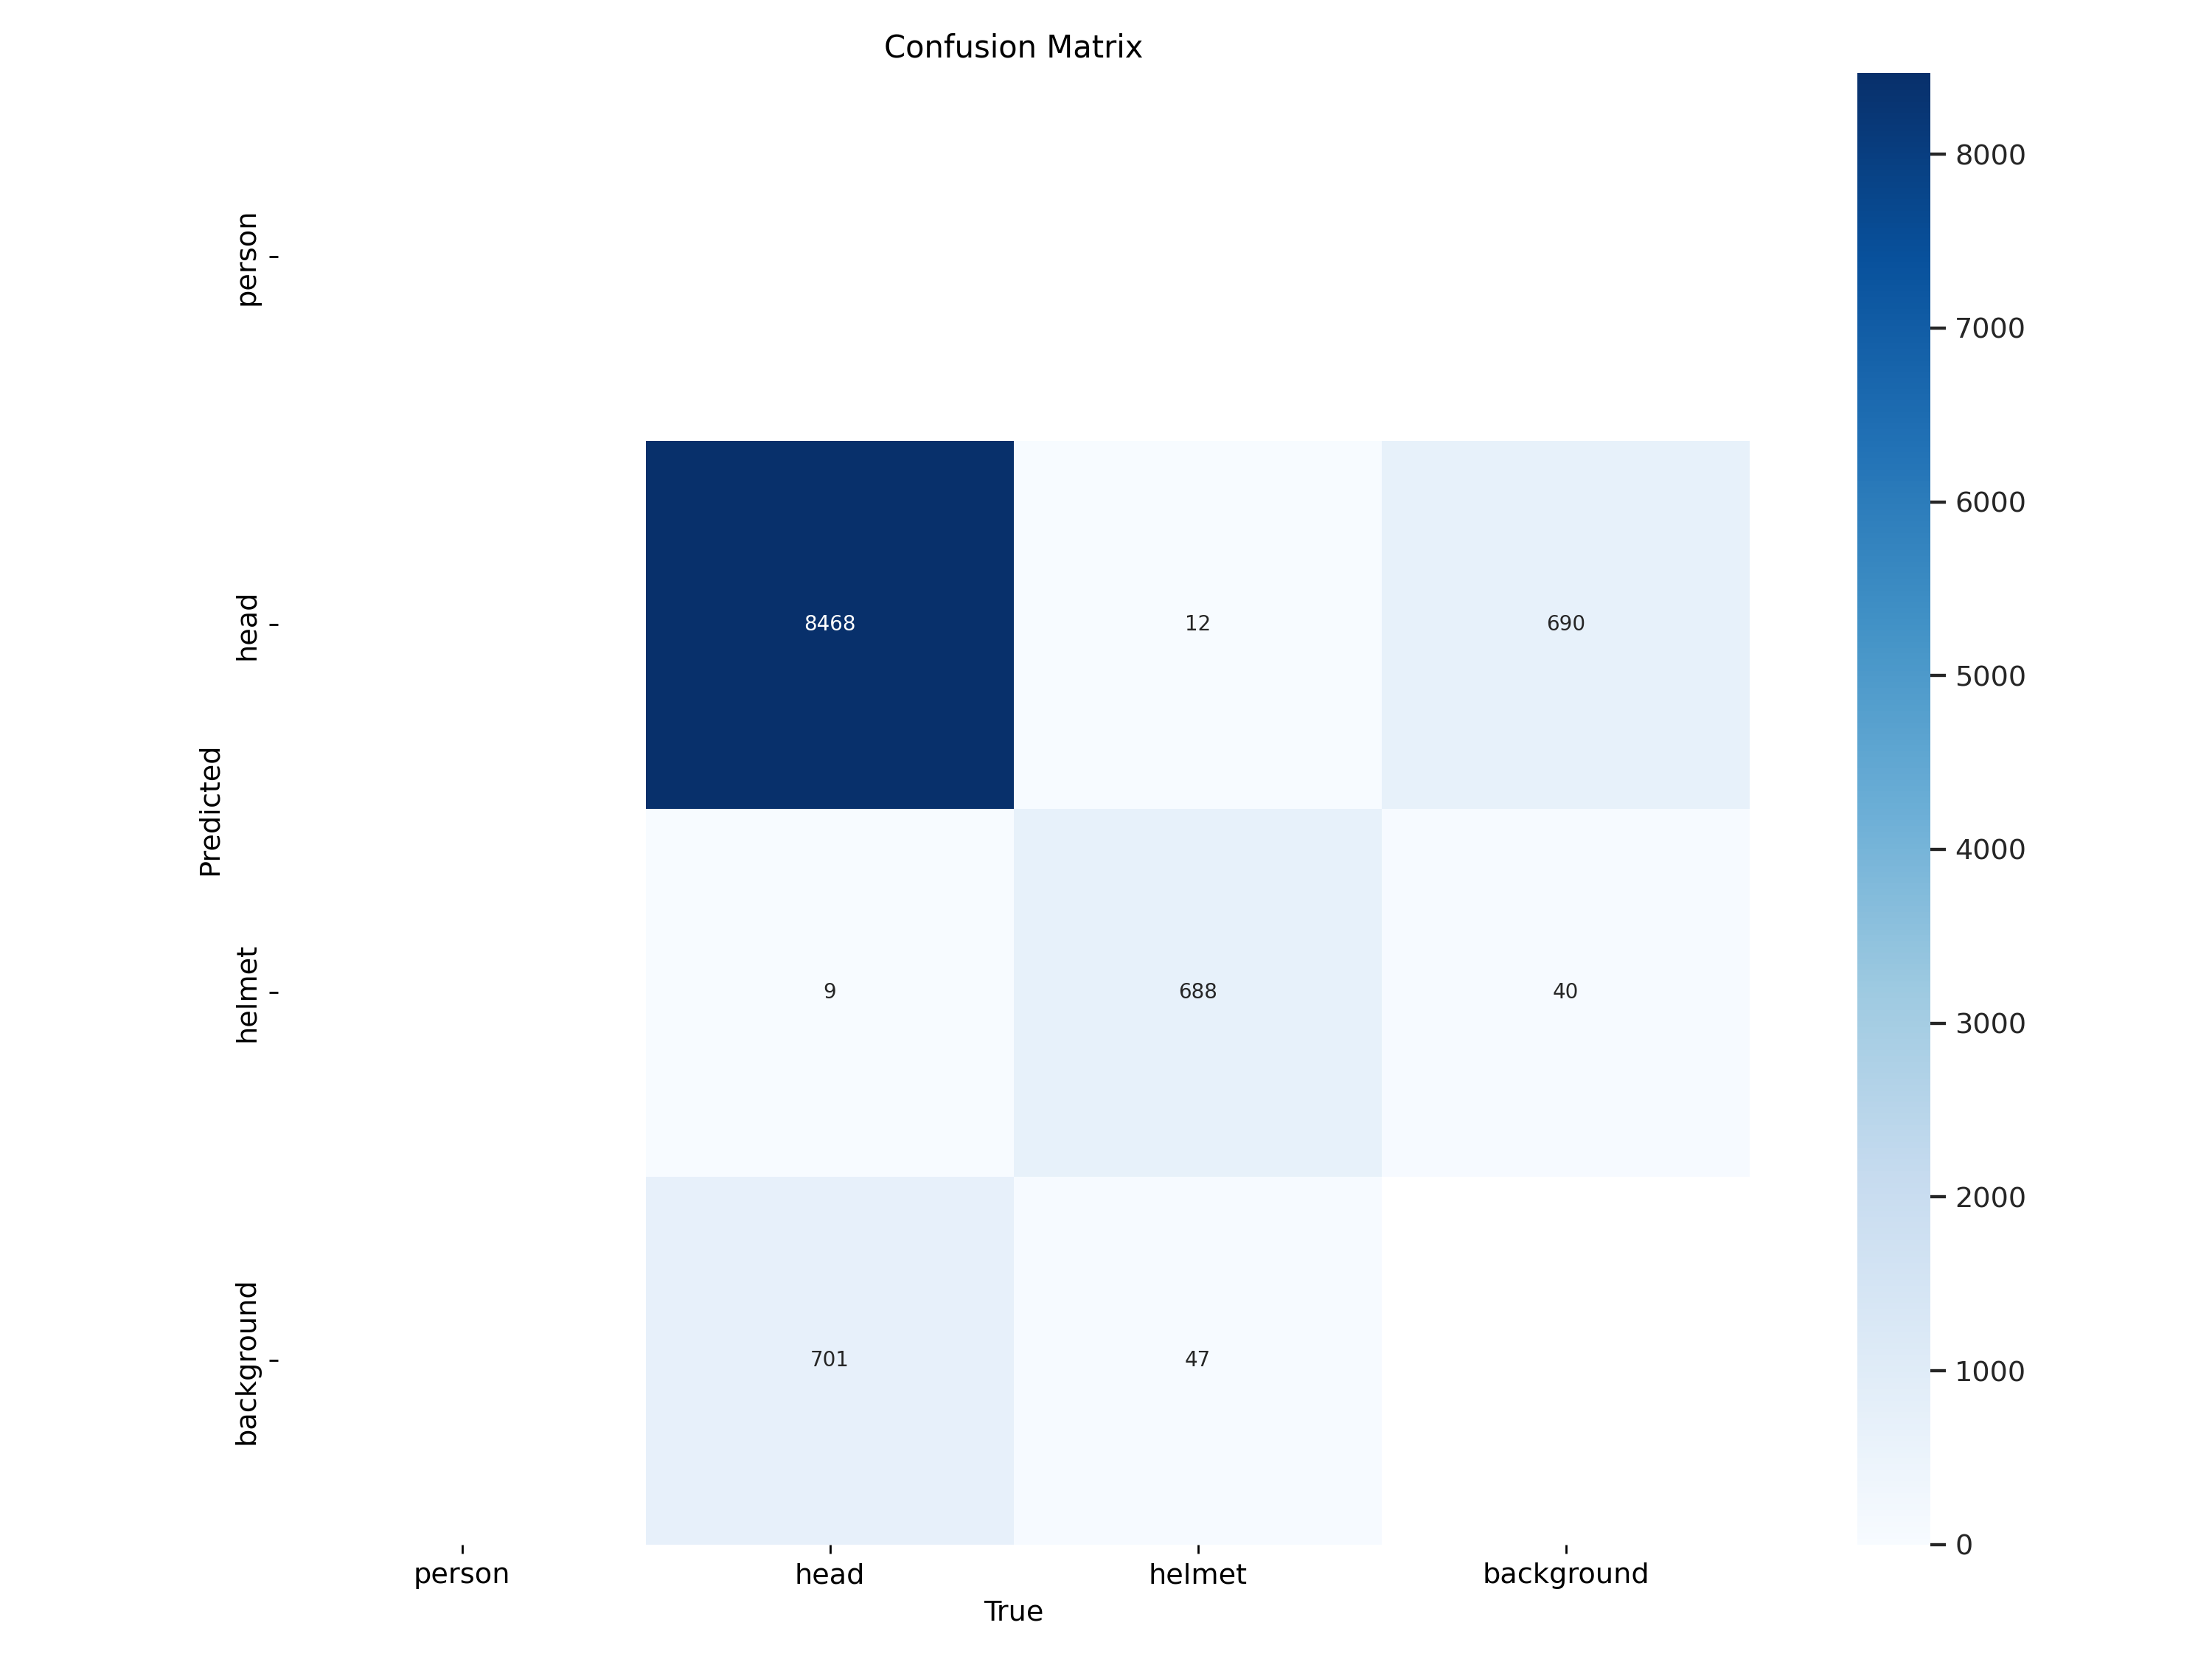 Confusion Matrix
person
head
helmet
background
Predicted
8468
12
690
9
688
40
701
47
person
head
helmet
background
True
8000
7000
6000
5000
4000
3000
2000
1000
0